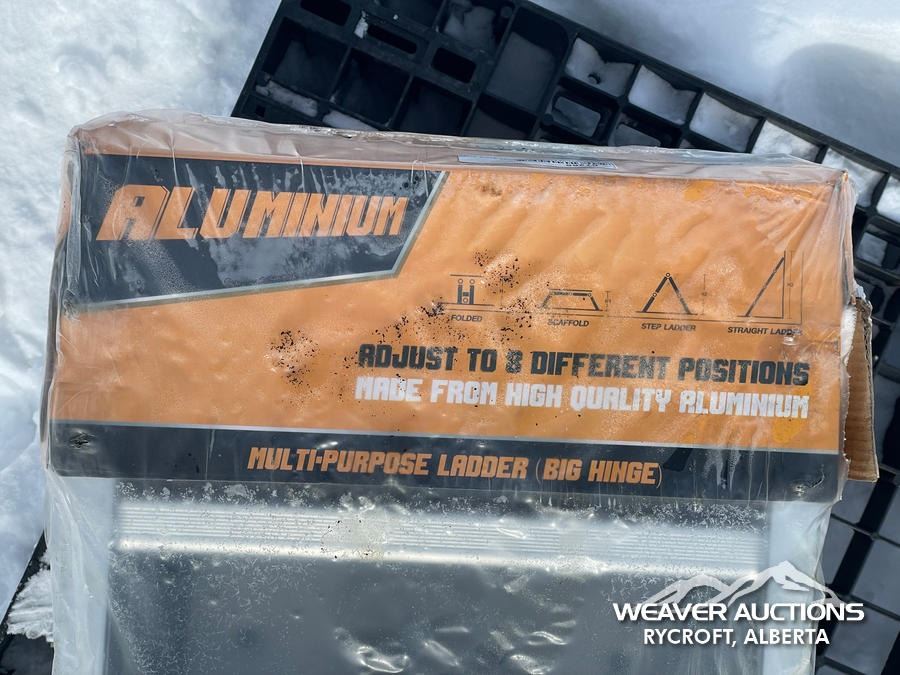 ALUMINIUM
FOLDED
SCAFFOLD
STEP LADDER
STRAIGHT LADDER
ADJUST TO 8 DIFFERENT POSITIONS
MADE FROM HIGH QUALITY ALUMINIUM
MULTI-PURPOSE LADDER (BIG HINGE)
WEAVER AUCTIONS
RYCROFT, ALBERTA